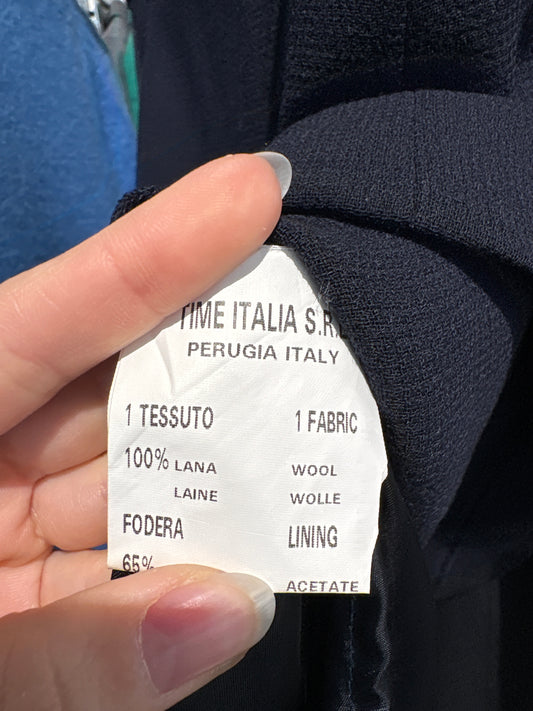 TIME ITALIA S.R.L
PERUGIA ITALY
1 TESSUTO 1 FABRIC
100% LANA WOOL
LAINE WOLLE
FODERA LINING
65%
ACETATE